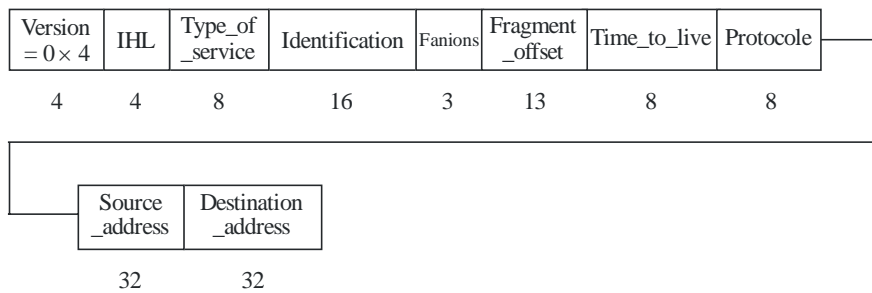 Version
= 0 × 4
IHL
Type_of
_service
Identification
Fanions
Fragment
_offset
Time_to_live
Protocole
4 4 8 16 3 13 8 8
Source
_address
Destination
_address
32 32